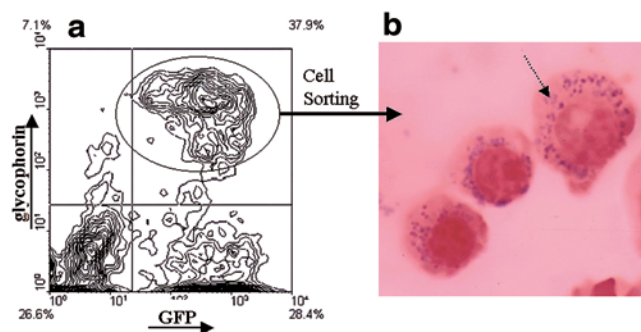 7.1% a 37.9% b
10⁴
10³
10²
10¹
10⁰
glycophorin
10⁰ 10¹ 10² 10³ 10⁴
26.6% GFP 28.4%
Cell
Sorting